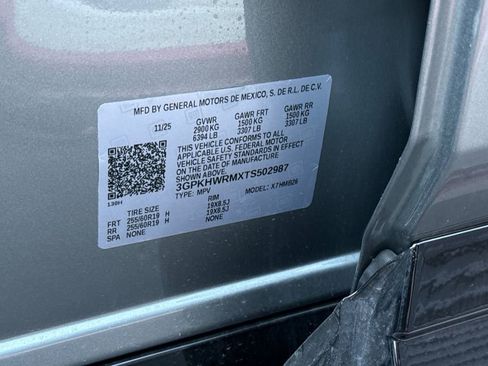 MFD BY GENERAL MOTORS DE MEXICO, S. DE R.L. DE C.V.
11/25 GVWR GAWR FRT GAWR RR
2900 KG 1500 KG 1500 KG
6394 LB 3307 LB 3307 LB
THIS VEHICLE CONFORMS TO ALL
APPLICABLE U.S. FEDERAL MOTOR
VEHICLE SAFETY STANDARDS IN EFFECT
ON THE DATE OF MANUFACTURE
SHOWN ABOVE.
3GPKHWRMXTS502987
TYPE: MPV MODEL: X7HMB26
TIRE SIZE RIM
FRT 255/60R19 H 19X8.5J
RR 255/60R19 H 19X8.5J
SPA NONE NONE